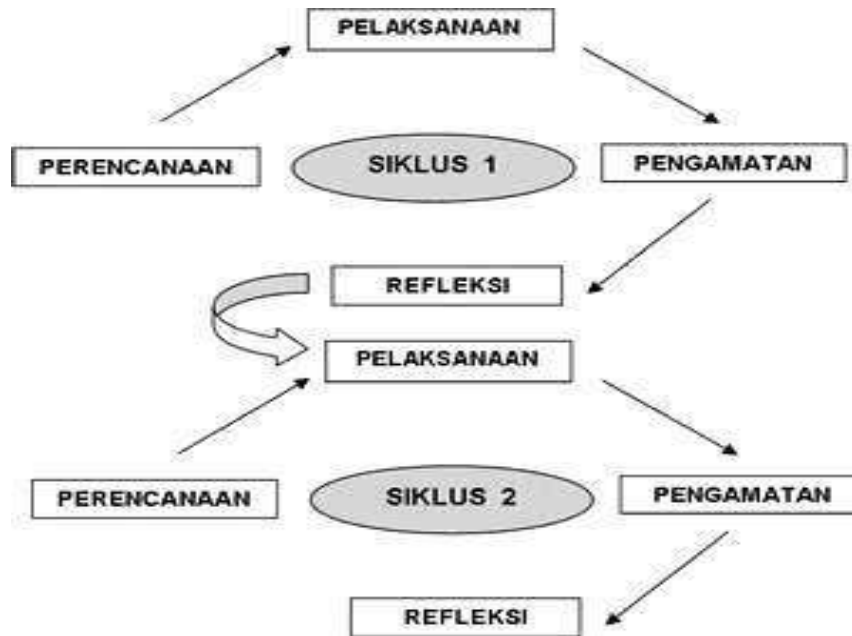 PELAKSANAAN
PERENCANAAN
SIKLUS 1
PENGAMATAN
REFLEKSI
PELAKSANAAN
PERENCANAAN
SIKLUS 2
PENGAMATAN
REFLEKSI